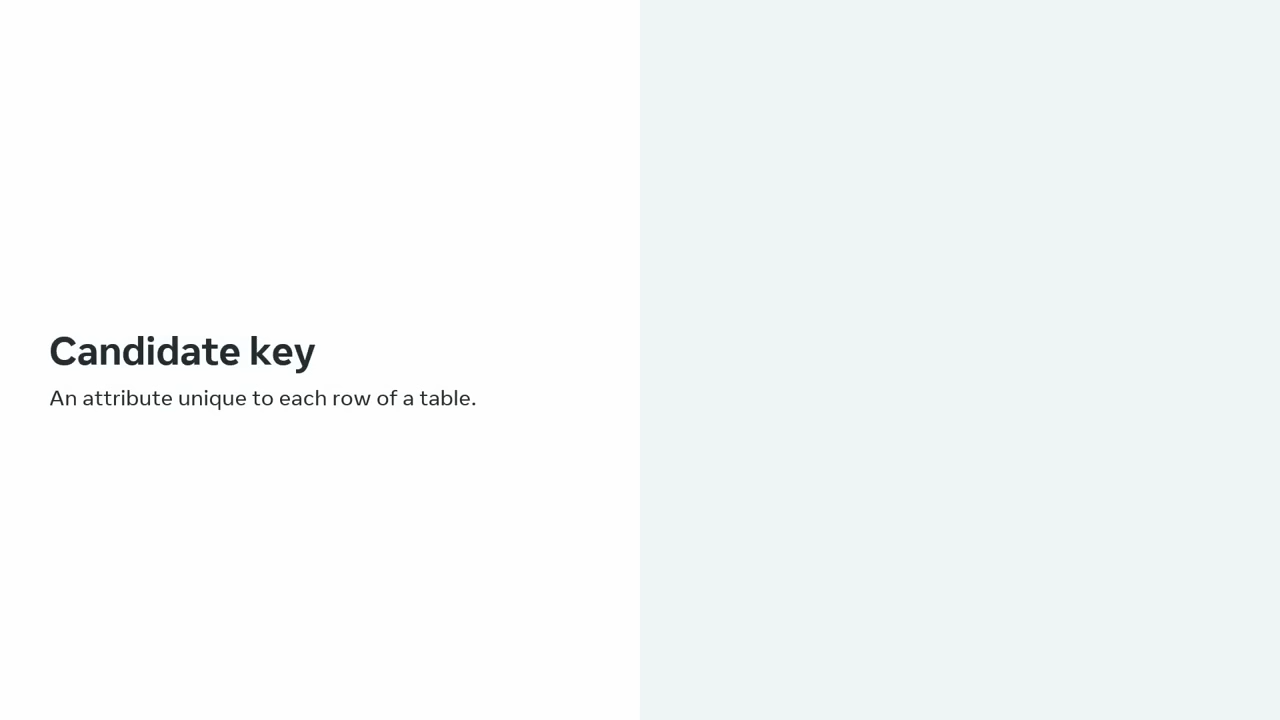 Candidate key
An attribute unique to each row of a table.